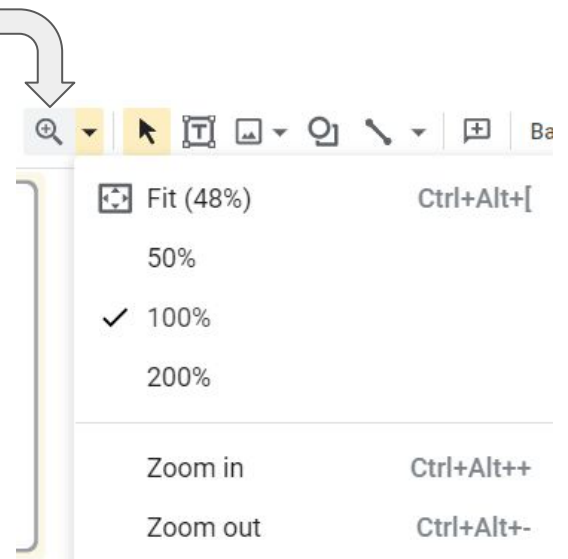 Ba
Fit (48%) Ctrl+Alt+[
50%
100%
200%
Zoom in Ctrl+Alt++
Zoom out Ctrl+Alt+-